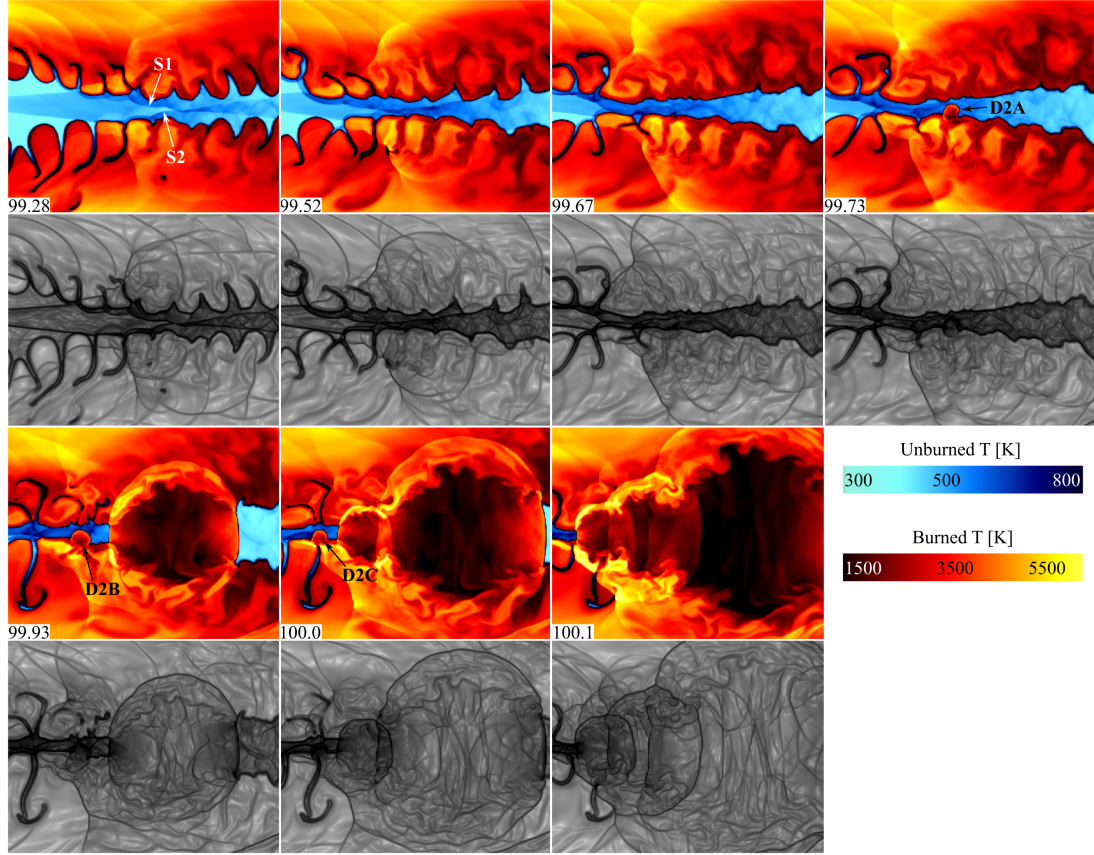 S1
S2
99.28
99.52
99.67
D2A
99.73
D2B
99.93
D2C
100.0
100.1
Unburned T [K]
300 500 800
Burned T [K]
1500 3500 5500